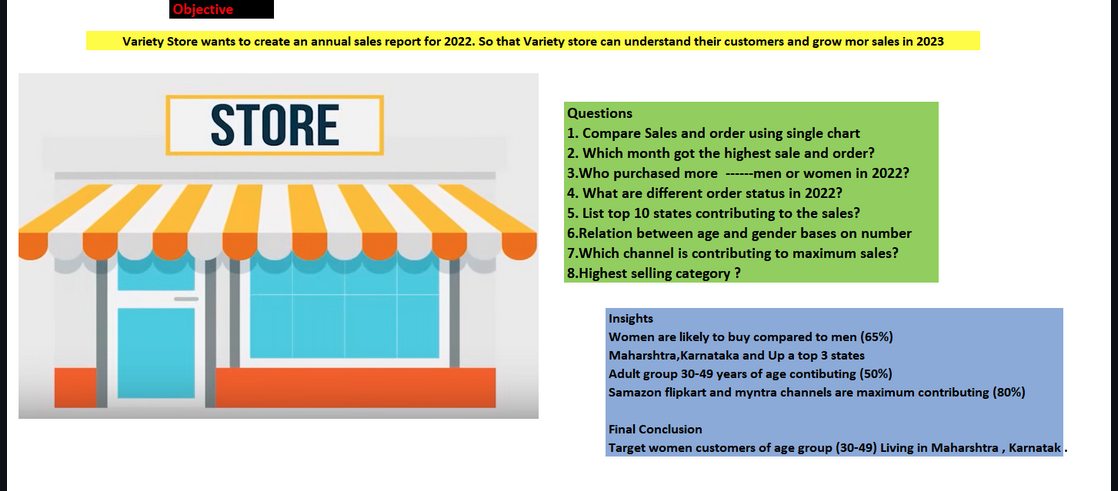 Objective
Variety Store wants to create an annual sales report for 2022. So that Variety store can understand their customers and grow mor sales in 2023
STORE
Questions
1. Compare Sales and order using single chart
2. Which month got the highest sale and order?
3.Who purchased more ------men or women in 2022?
4. What are different order status in 2022?
5. List top 10 states contributing to the sales?
6.Relation between age and gender bases on number
7.Which channel is contributing to maximum sales?
8.Highest selling category ?
Insights
Women are likely to buy compared to men (65%)
Maharshtra,Karnataka and Up a top 3 states
Adult group 30-49 years of age contibuting (50%)
Samazon flipkart and myntra channels are maximum contributing (80%)
Final Conclusion
Target women customers of age group (30-49) Living in Maharshtra , Karnatak .